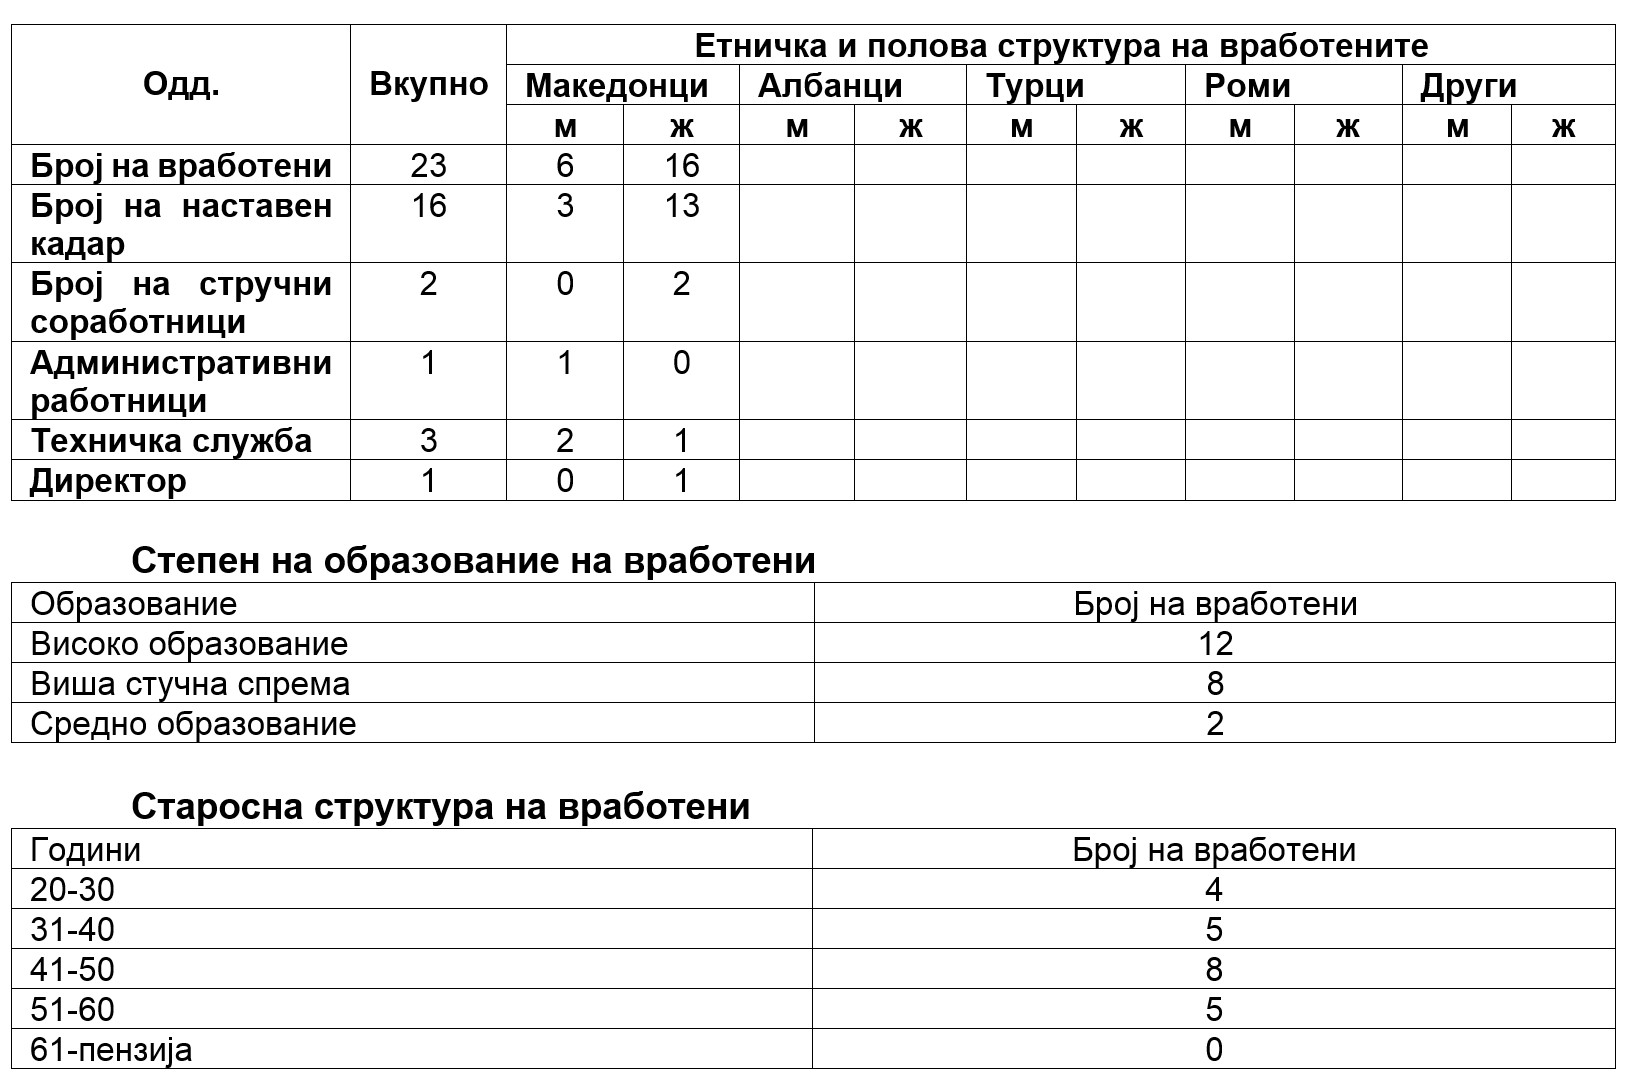 Одд. Вкупно Етничка и полова структура на вработените
Македонци Албанци Турци Роми Други
м ж м ж м ж м ж м ж
Број на вработени 23 6 16
Број на наставен 16 3 13
кадар
Број на стручни 2 0 2
соработници
Административни 1 1 0
работници
Техничка служба 3 2 1
Директор 1 0 1
Степен на образование на вработени
Образование Број на вработени
Високо образование 12
Виша стучна спрема 8
Средно образование 2
Старосна структура на вработени
Години Број на вработени
20-30 4
31-40 5
41-50 8
51-60 5
61-пензија 0